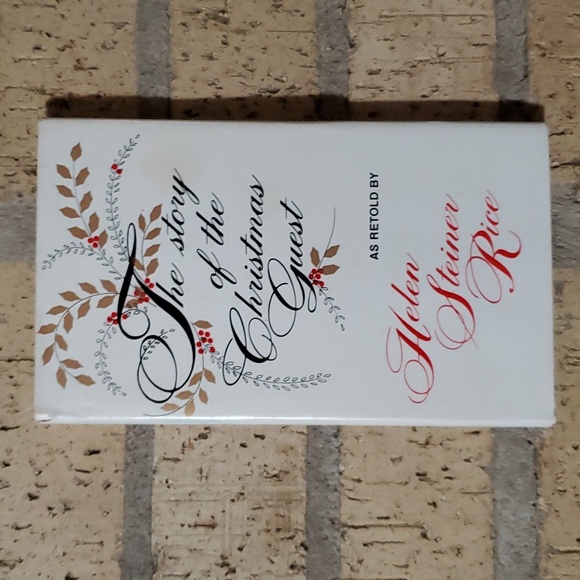 The story
of the
Christmas
Guest
AS RETOLD BY
Helen
Steiner
Rice